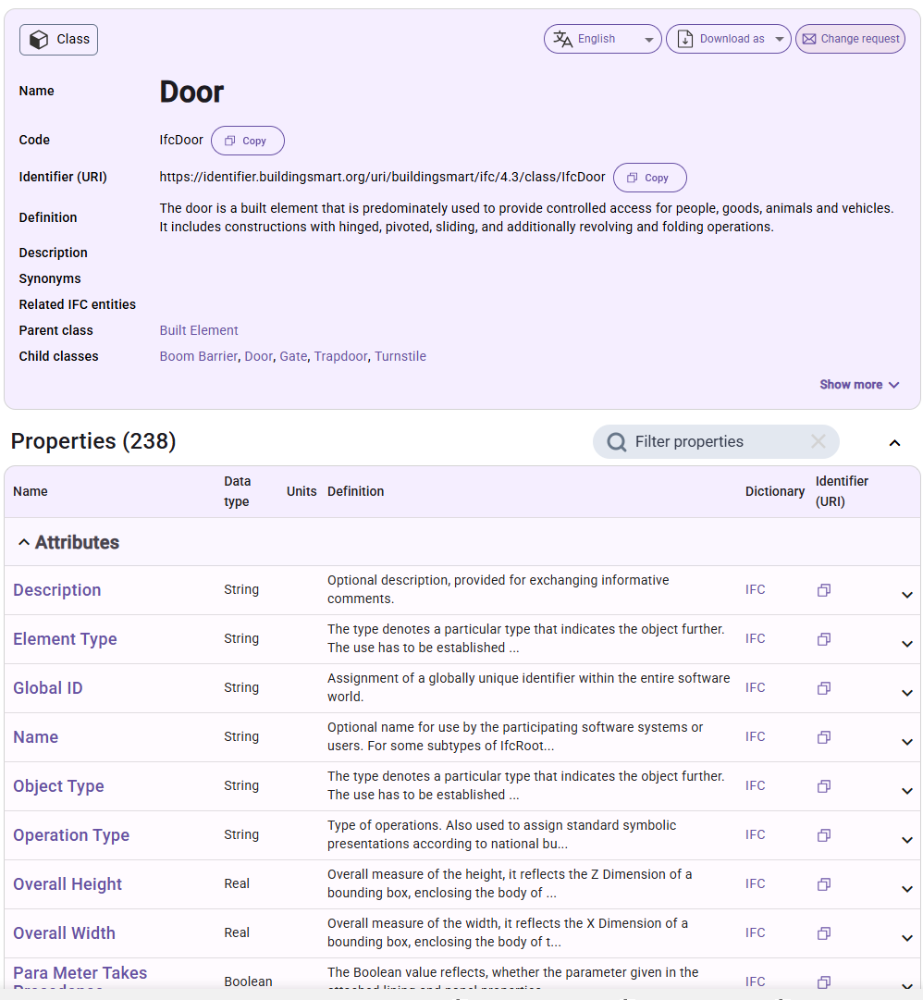 Class
English
Download as
Change request
Name
Door
Code
IfcDoor
Copy
Identifier (URI)
https://identifier.buildingsmart.org/uri/buildingsmart/ifc/4.3/class/IfcDoor
Copy
Definition
The door is a built element that is predominately used to provide controlled access for people, goods, animals and vehicles.
It includes constructions with hinged, pivoted, sliding, and additionally revolving and folding operations.
Description
Synonyms
Related IFC entities
Parent class
Built Element
Child classes
Boom Barrier, Door, Gate, Trapdoor, Turnstile
Show more
Properties (238)
Filter properties
Name
Data
type
Units
Definition
Dictionary
Identifier
(URI)
Attributes
Description
String
Optional description, provided for exchanging informative
comments.
IFC
Element Type
String
The type denotes a particular type that indicates the object further.
The use has to be established ...
IFC
Global ID
String
Assignment of a globally unique identifier within the entire software
world.
IFC
Name
String
Optional name for use by the participating software systems or
users. For some subtypes of IfcRoot...
IFC
Object Type
String
The type denotes a particular type that indicates the object further.
The use has to be established ...
IFC
Operation Type
String
Type of operations. Also used to assign standard symbolic
presentations according to national bu...
IFC
Overall Height
Real
Overall measure of the height, it reflects the Z Dimension of a
bounding box, enclosing the body of ...
IFC
Overall Width
Real
Overall measure of the width, it reflects the X Dimension of a
bounding box, enclosing the body of t...
IFC
Para Meter Takes
Boolean
The Boolean value reflects, whether the parameter given in the
IFC